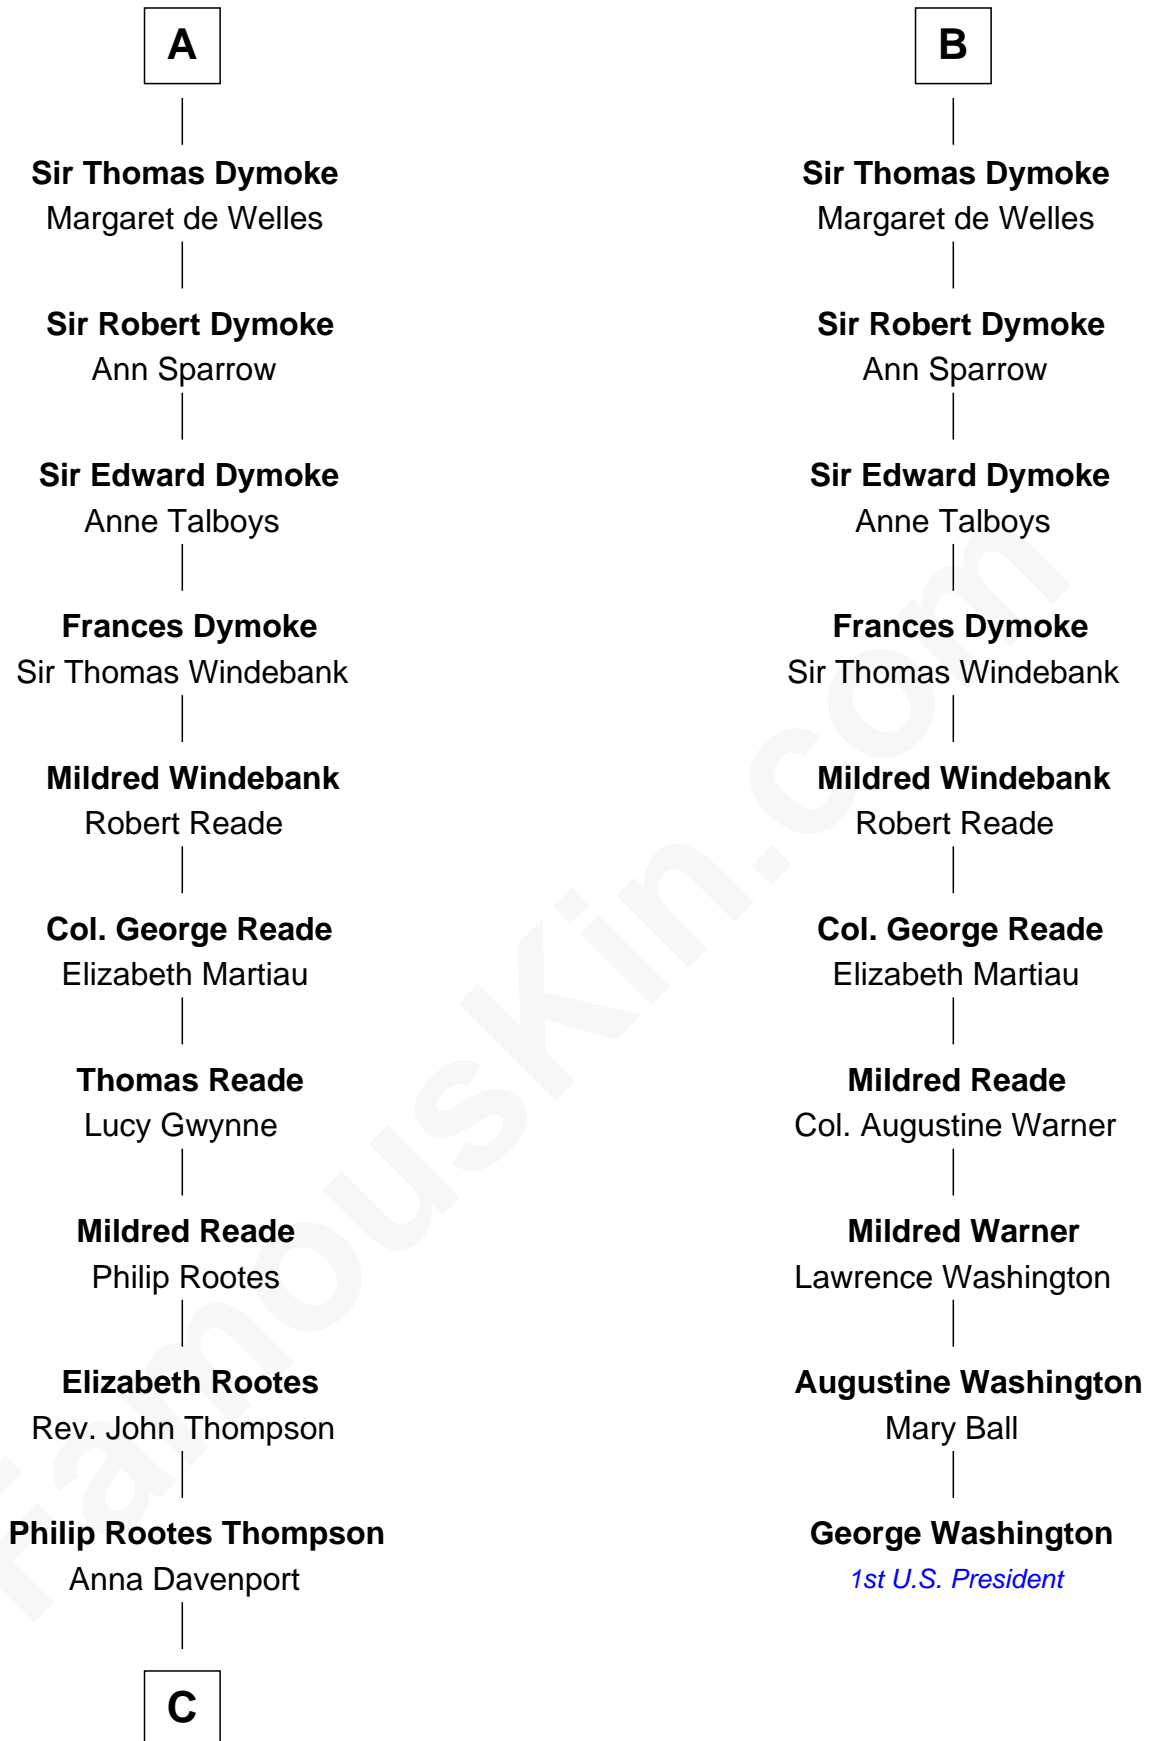 A
Sir Thomas Dymoke
Margaret de Welles
Sir Robert Dymoke
Ann Sparrow
Sir Edward Dymoke
Anne Talboys
Frances Dymoke
Sir Thomas Windebank
Mildred Windebank
Robert Reade
Col. George Reade
Elizabeth Martiau
Thomas Reade
Lucy Gwynne
Mildred Reade
Philip Rootes
Elizabeth Rootes
Rev. John Thompson
Philip Rootes Thompson
Anna Davenport
C
B
Sir Thomas Dymoke
Margaret de Welles
Sir Robert Dymoke
Ann Sparrow
Sir Edward Dymoke
Anne Talboys
Frances Dymoke
Sir Thomas Windebank
Mildred Windebank
Robert Reade
Col. George Reade
Elizabeth Martiau
Mildred Reade
Col. Augustine Warner
Mildred Warner
Lawrence Washington
Augustine Washington
Mary Ball
George Washington
1st U.S. President
FamousKin.com